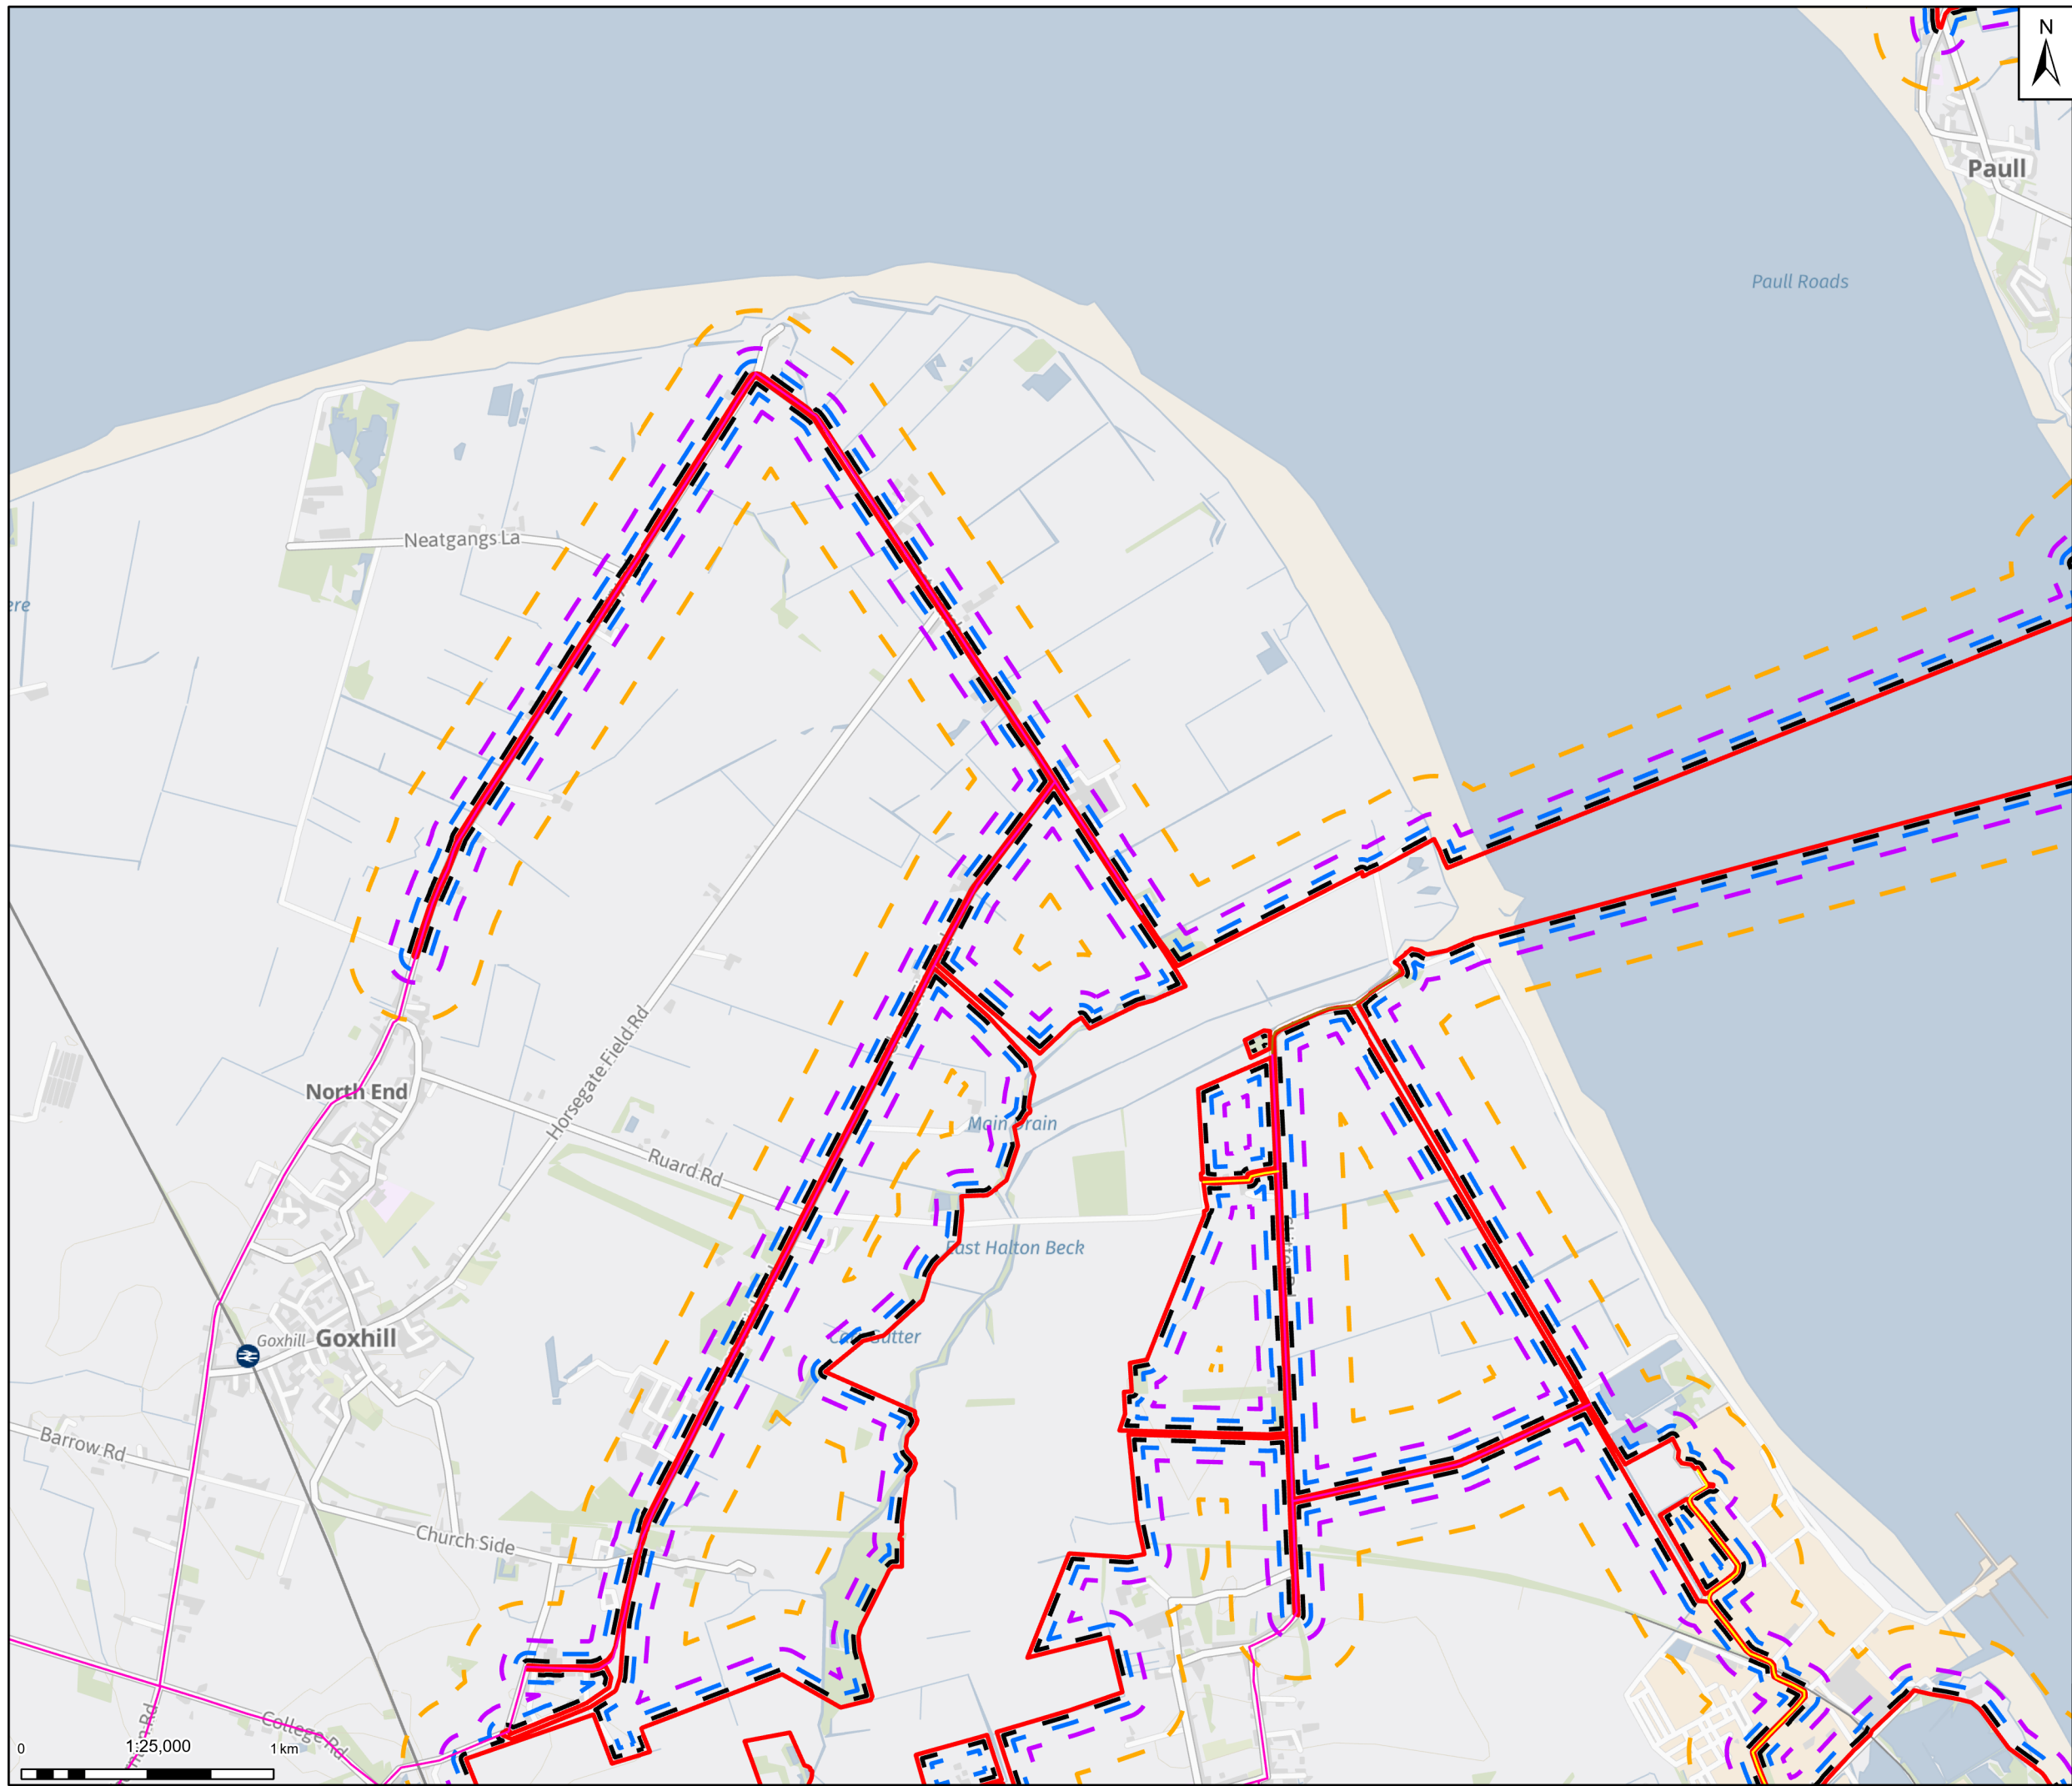 N
Paull
Paull Roads
Neatgangs La
ere
Horsegate Field Rd
North End
Main Drain
Ruard Rd
East Halton Beck
Goxhill
Goxhill
Barrow Rd
Church Side
College Rd
0 1:25,000 1 km